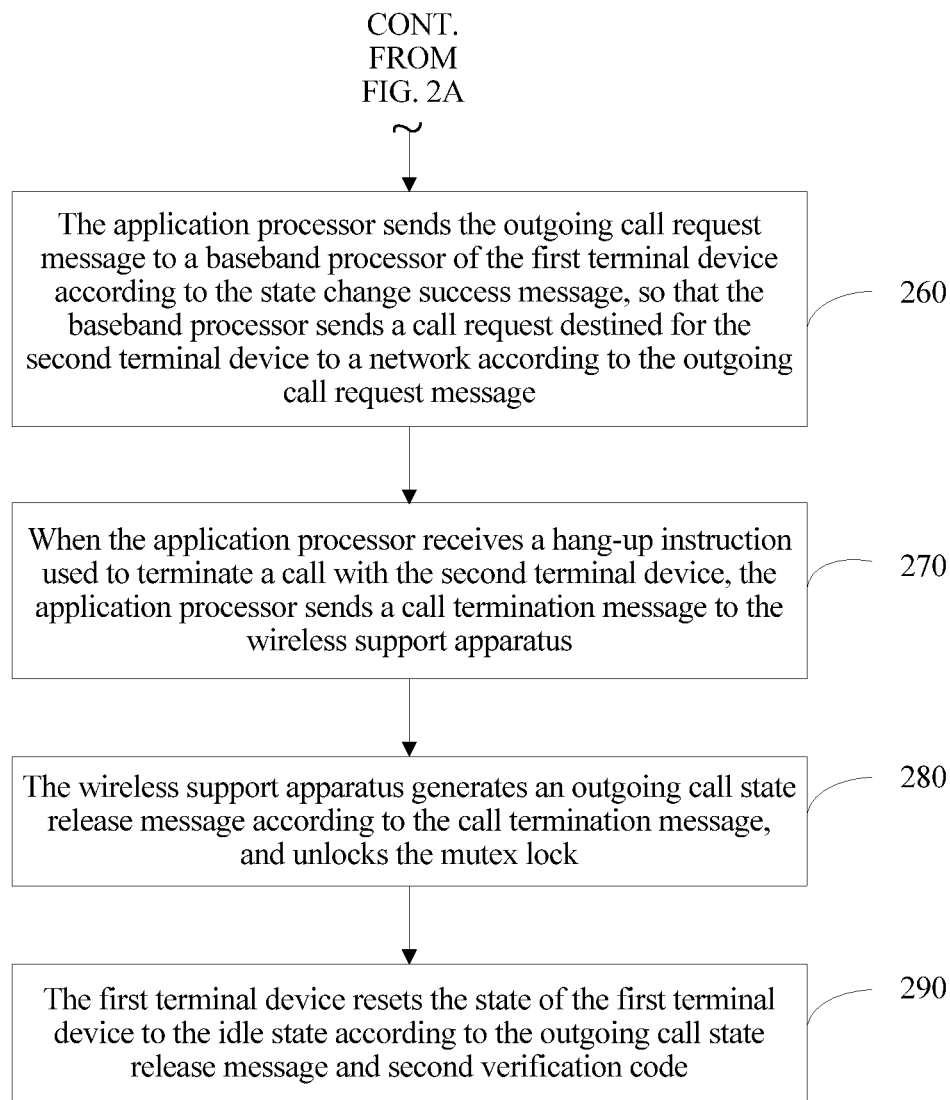 CONT.
FROM
FIG. 2A
The application processor sends the outgoing call request
message to a baseband processor of the first terminal device
according to the state change success message, so that the
baseband processor sends a call request destined for the
second terminal device to a network according to the outgoing
call request message
260
When the application processor receives a hang-up instruction
used to terminate a call with the second terminal device, the
application processor sends a call termination message to the
wireless support apparatus
270
The wireless support apparatus generates an outgoing call state
release message according to the call termination message,
and unlocks the mutex lock
280
The first terminal device resets the state of the first terminal
device to the idle state according to the outgoing call state
release message and second verification code
290